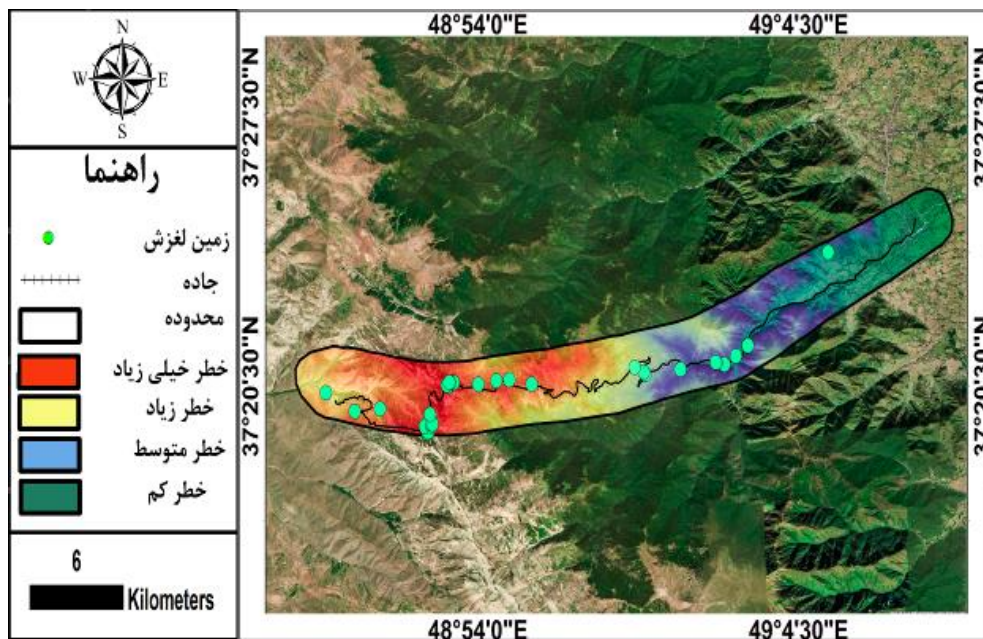 N
W E
S
راهنما
زمین لغزش
جاده
محدوده
خطر خیلی زیاد
خطر زیاد
خطر متوسط
خطر کم
6
Kilometers
48°54'0"E 49°4'30"E
37°27'30"N 37°27'30"N
37°20'30"N 37°20'30"N
48°54'0"E 49°4'30"E